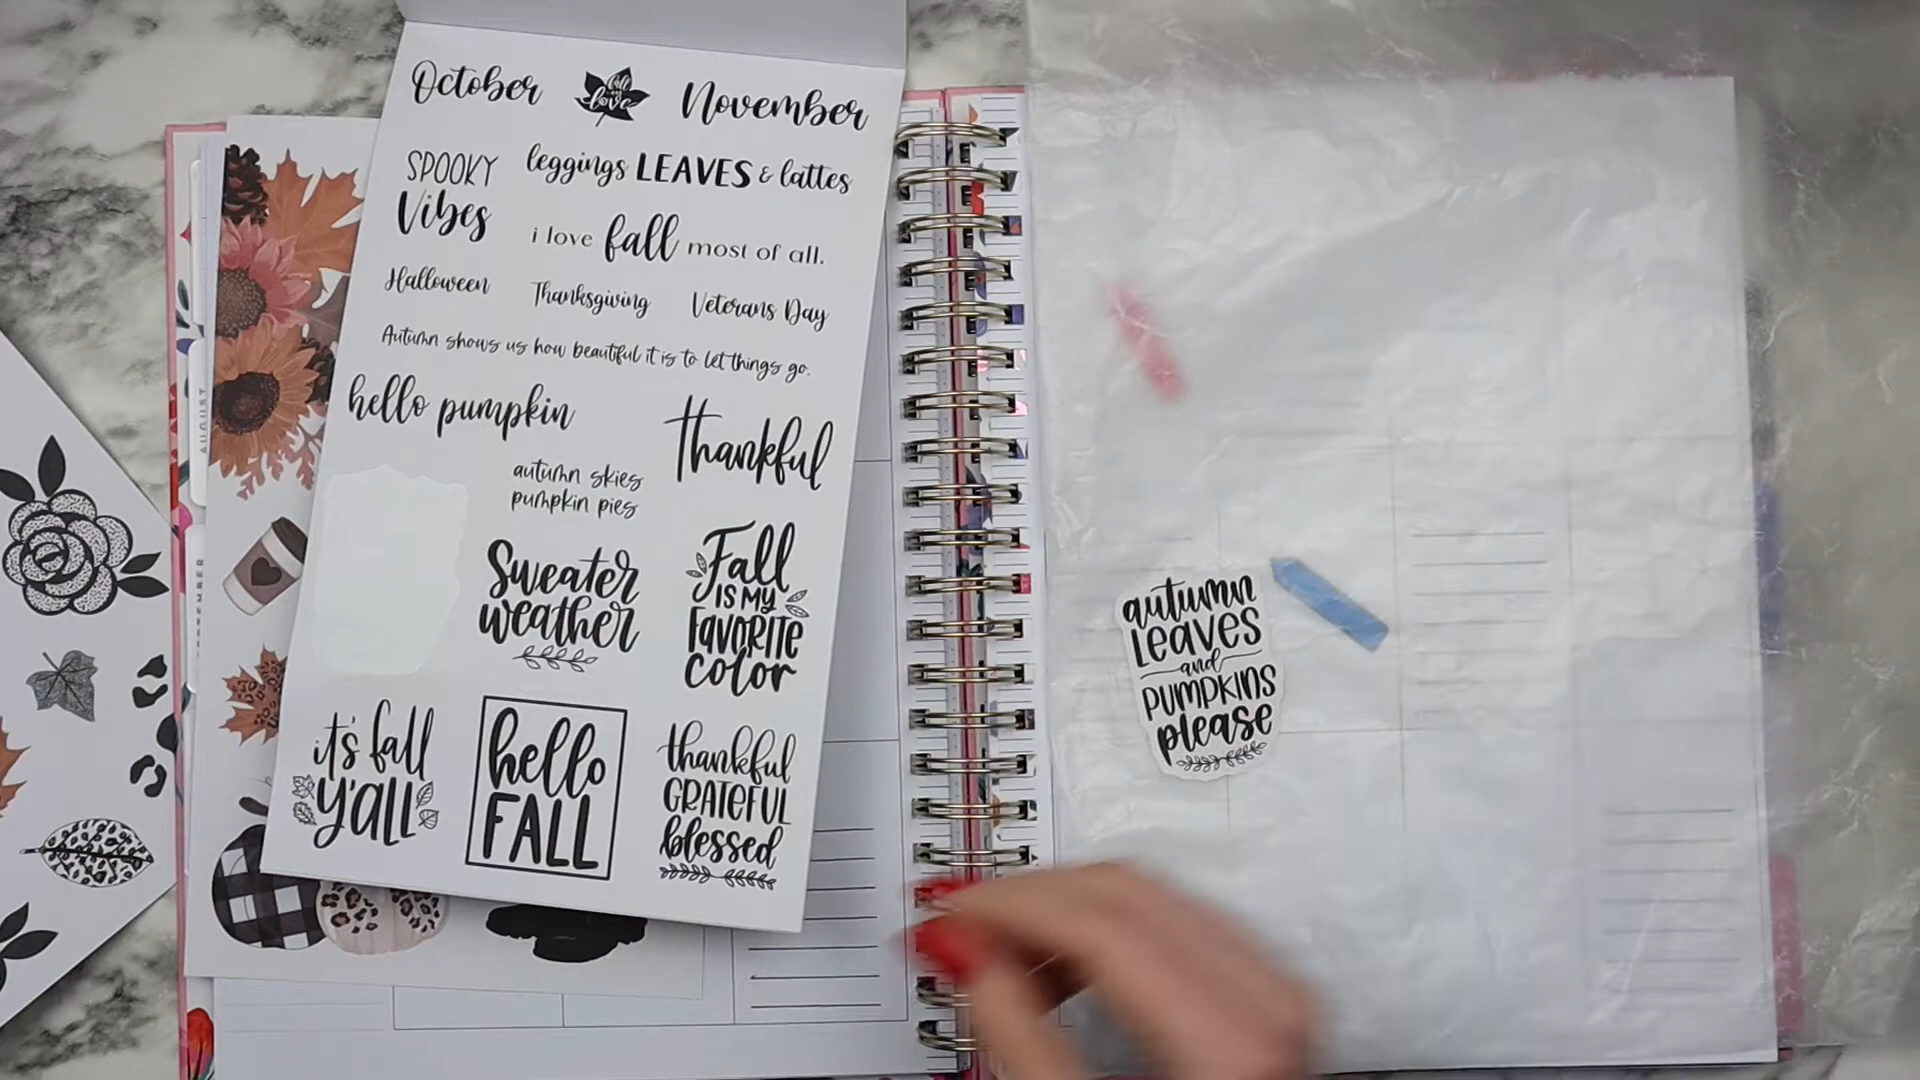 October
fall
love
November
SPOOKY
Vibes
leggings LEAVES & lattes
i love fall most of all.
Halloween
Thanksgiving
Veterans Day
Autumn shows us how beautiful it is to let things go.
hello pumpkin
thankful
autumn skies
pumpkin pies
Sweater
weather
Fall
IS MY
FAVORITE
color
it's fall
y'all
hello
FALL
thankful
GRATEFUL
blessed
autumn
LEAVES
and
PUMPKINS
please
AUGUST